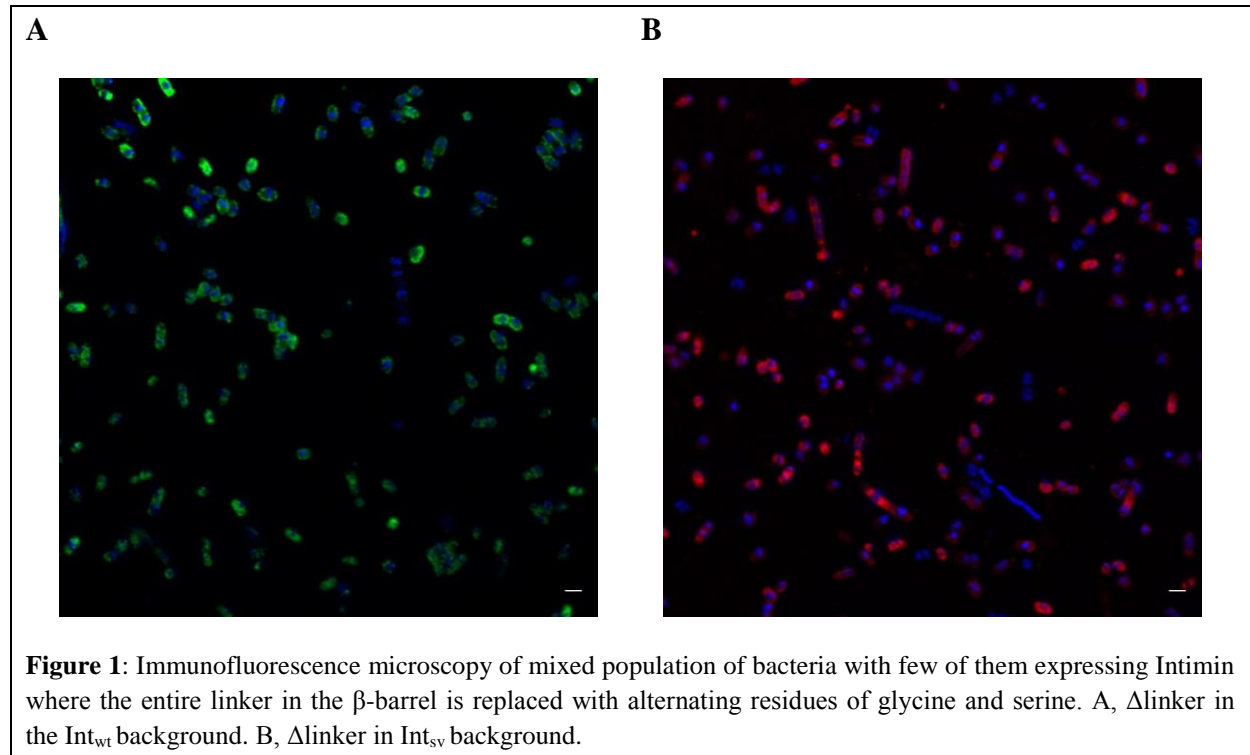 A
B
Figure 1: Immunofluorescence microscopy of mixed population of bacteria with few of them expressing Intimin
where the entire linker in the β-barrel is replaced with alternating residues of glycine and serine. A, Δlinker in
the Intwt background. B, Δlinker in Intsv background.